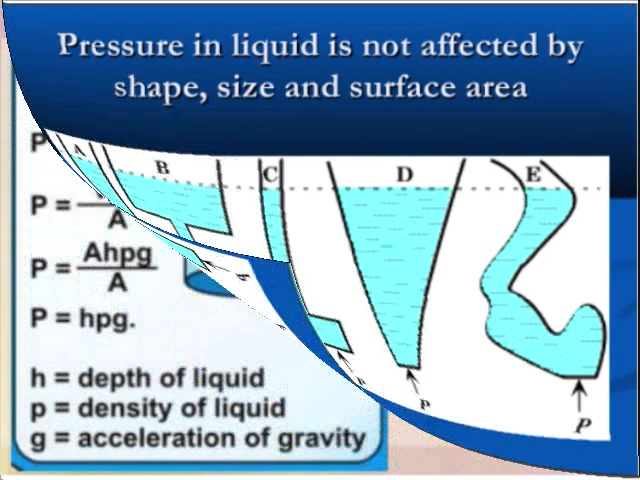 Pressure in liquid is not affected by
shape, size and surface area
P
A B C D E
P =
A
P = Ahpg
A
P = hpg.
P
P
h = depth of liquid
p = density of liquid
g = acceleration of gravity